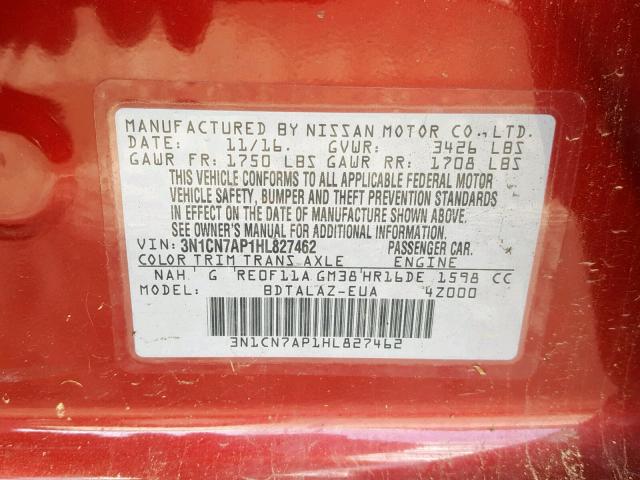 MANUFACTURED BY NISSAN MOTOR CO.,LTD.
DATE: 11/16. GVWR: 3426 LBS
GAWR FR: 1750 LBS GAWR RR: 1708 LBS
THIS VEHICLE CONFORMS TO ALL APPLICABLE FEDERAL MOTOR
VEHICLE SAFETY, BUMPER AND THEFT PREVENTION STANDARDS
IN EFFECT ON THE DATE OF MANUFACTURE SHOWN ABOVE.
SEE OWNER'S MANUAL FOR ADDITIONAL INFORMATION.
VIN: 3N1CN7AP1HL827462 PASSENGER CAR.
COLOR TRIM TRANS AXLE ENGINE
NAH G RE0F11A GM38 HR16DE 1598 CC
MODEL: BDTALAZ-EUA 4Z000
3N1CN7AP1HL827462